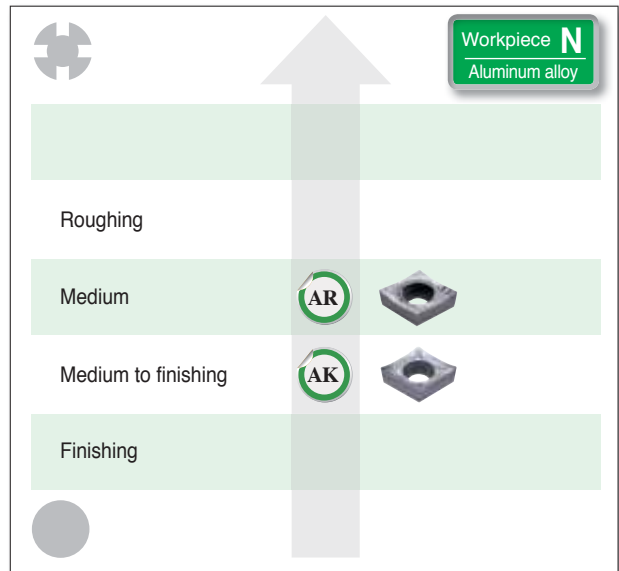 Workpiece N
Aluminum alloy
Roughing
Medium AR
Medium to finishing AK
Finishing